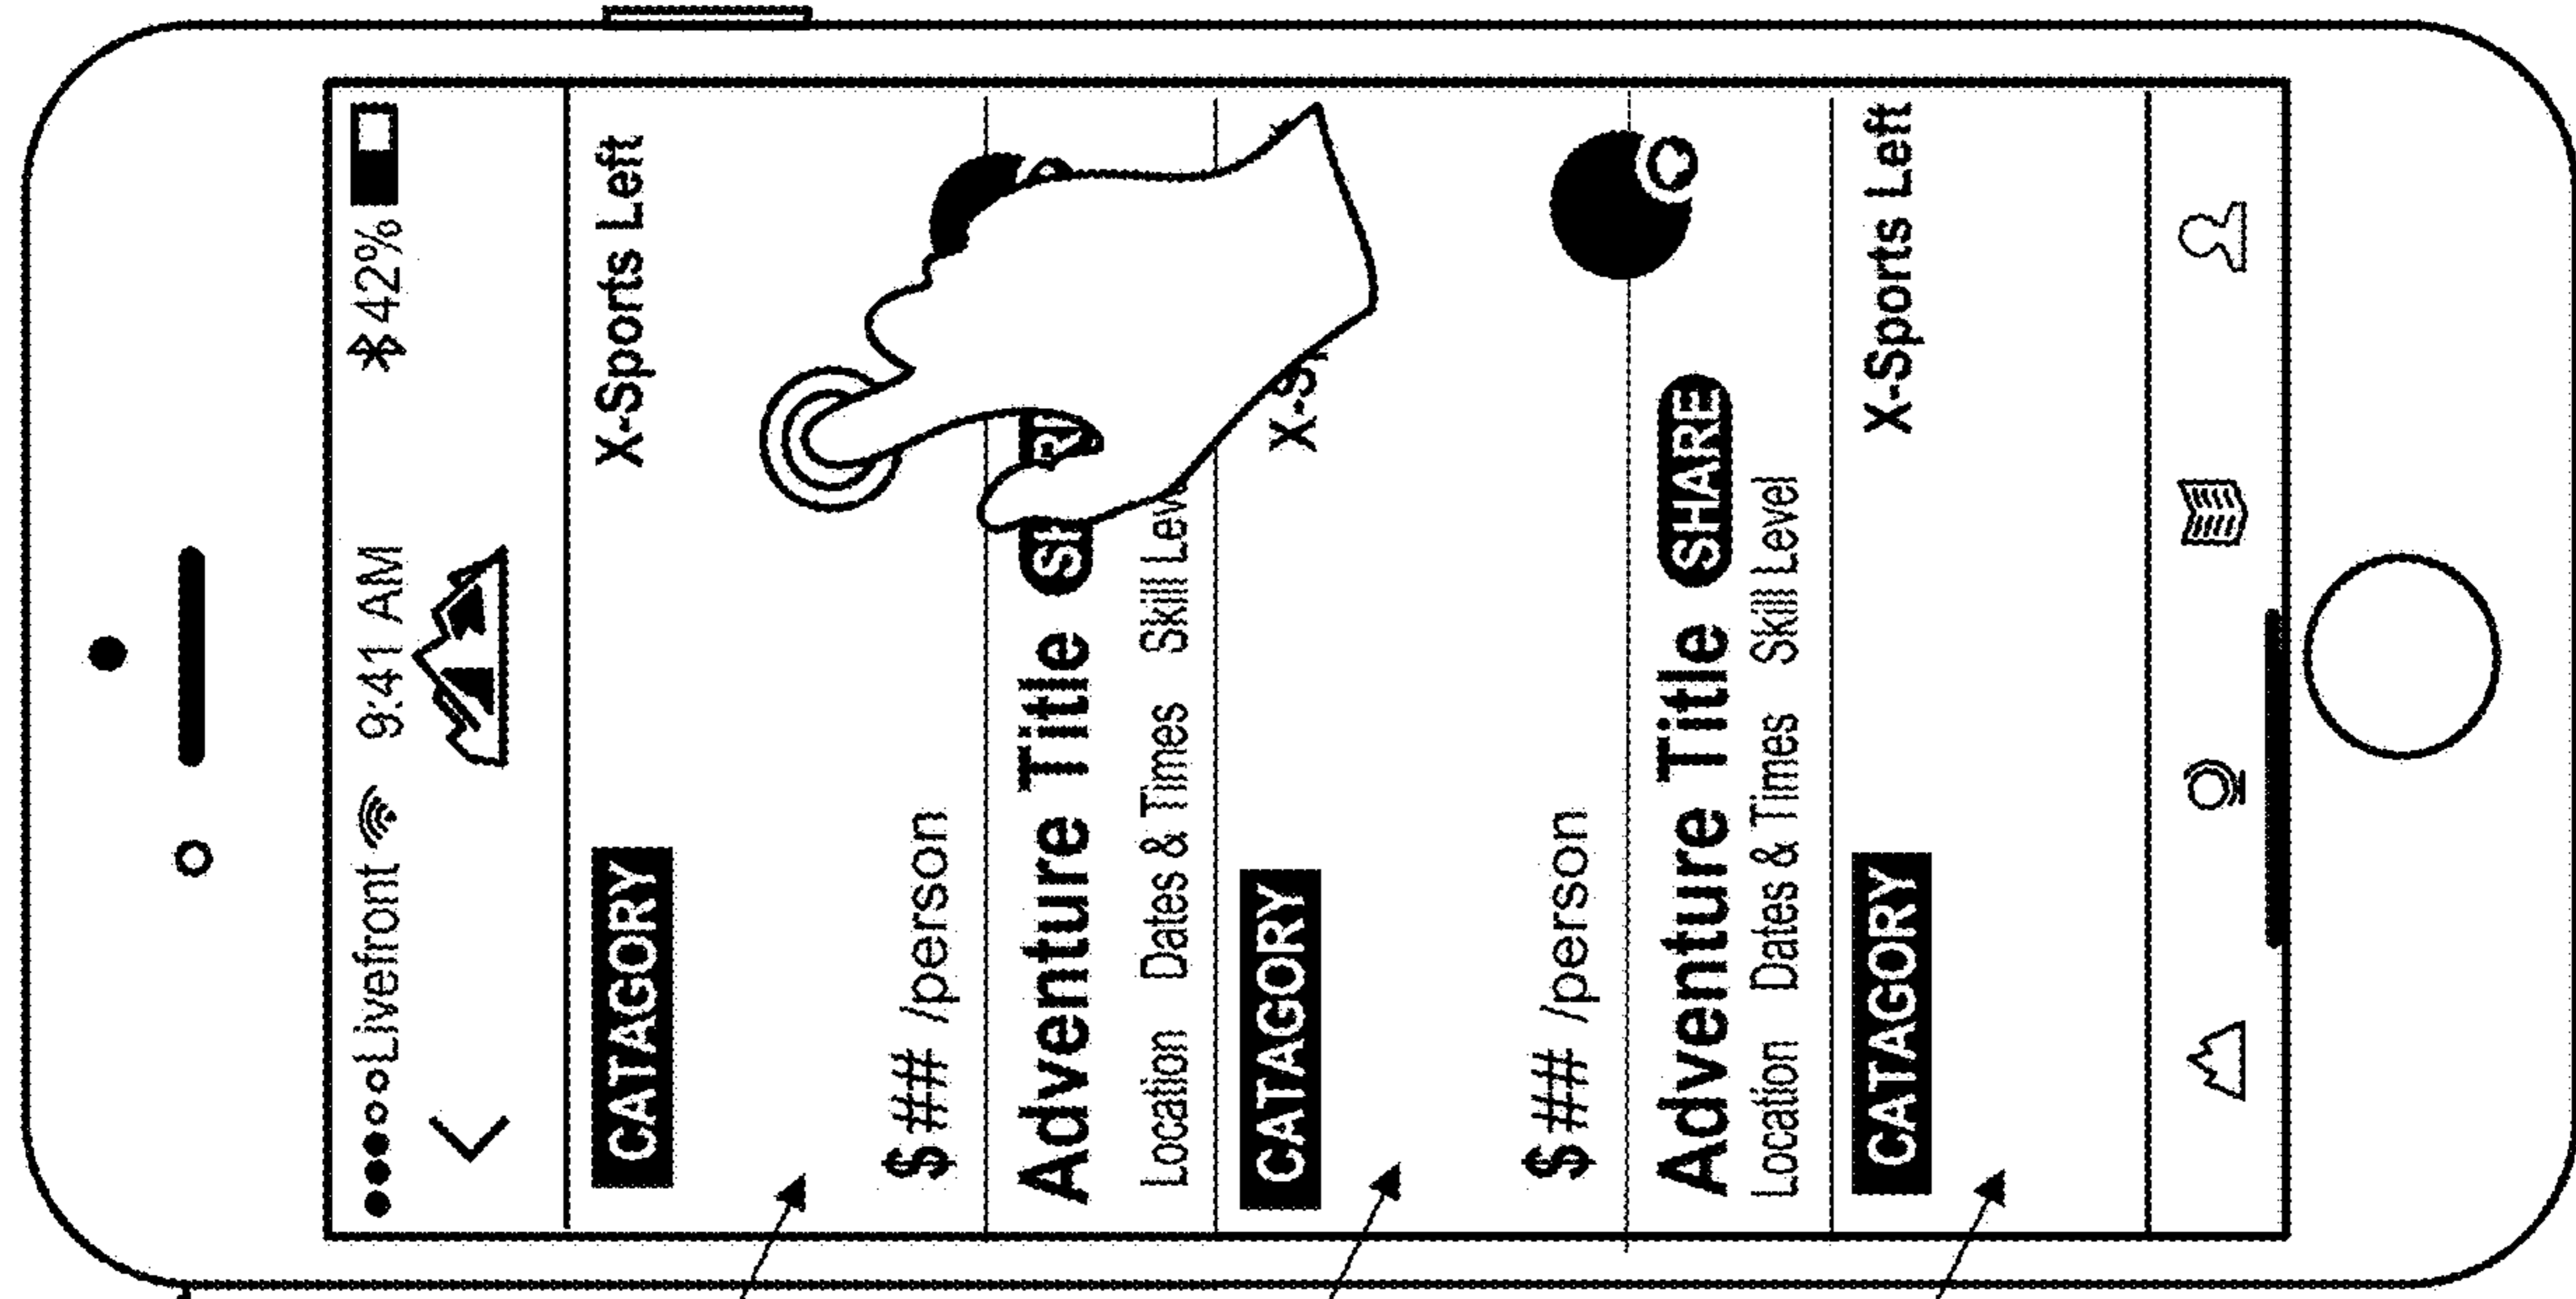 Livefront 9:41 AM 42%
CATAGORY X-Sports Left
$## /person
Adventure Title
Location Dates & Times Skill
CATAGORY
$## /person
Adventure Title SHARE
Location Dates & Times Skill Level
CATAGORY X-Sports Left